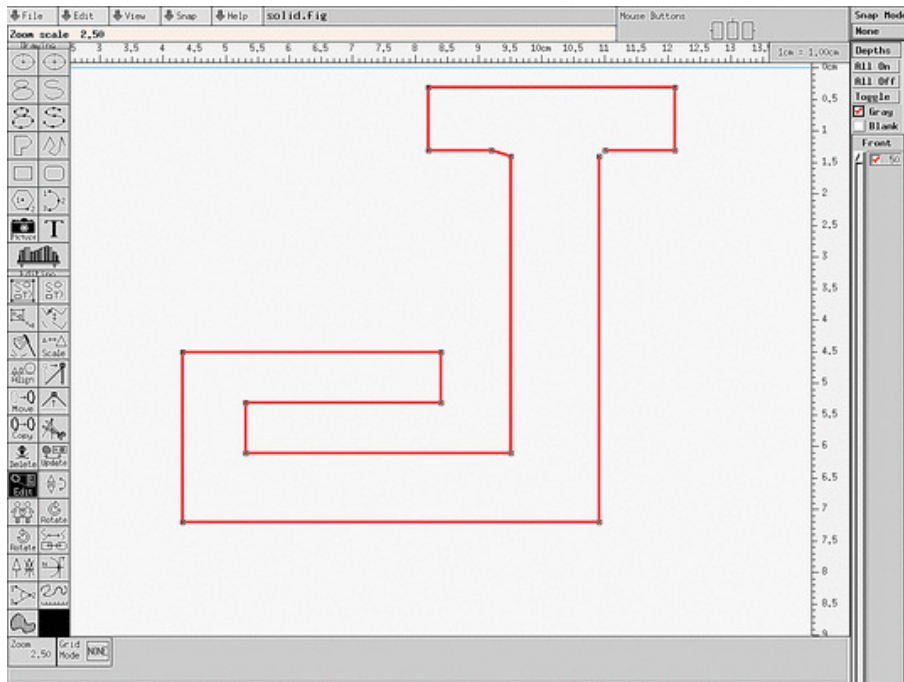 File Edit View Snap Help solid.fig Mouse Buttons Snap Mode
Zoom scale 2.50 None
Drawing 5 3 3.5 4 4.5 5 5.5 6 6.5 7 7.5 8 8.5 9 9.5 10cm 10.5 11 11.5 12 12.5 13 13.5 1cm = 1.00cm Depths
0cm All On
0.5 All Off
Toggle
Gray
1 Blank
Front
1.5 50
2
2.5
Picture T
3
Editing
3.5
4
Scale
4.5
Align
5
Move
5.5
Copy
6
Delete Update
6.5
Edit
7
Rotate
7.5
Rotate
8
8.5
9
Zoom Grid
2.50 Mode NONE